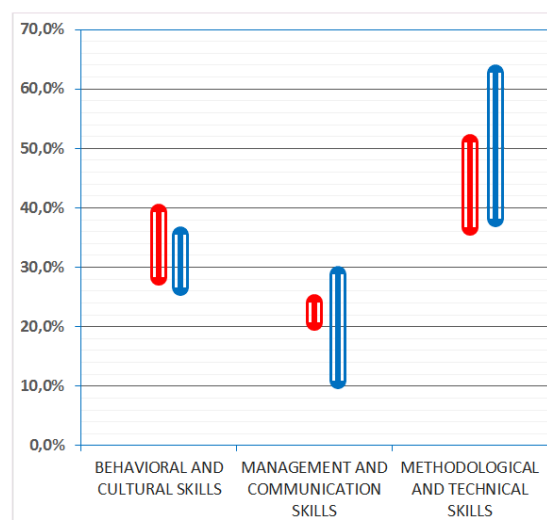 70,0%
60,0%
50,0%
40,0%
30,0%
20,0%
10,0%
0,0%
BEHAVIORAL AND
CULTURAL SKILLS
MANAGEMENT AND
COMMUNICATION
SKILLS
METHODOLOGICAL
AND TECHNICAL
SKILLS